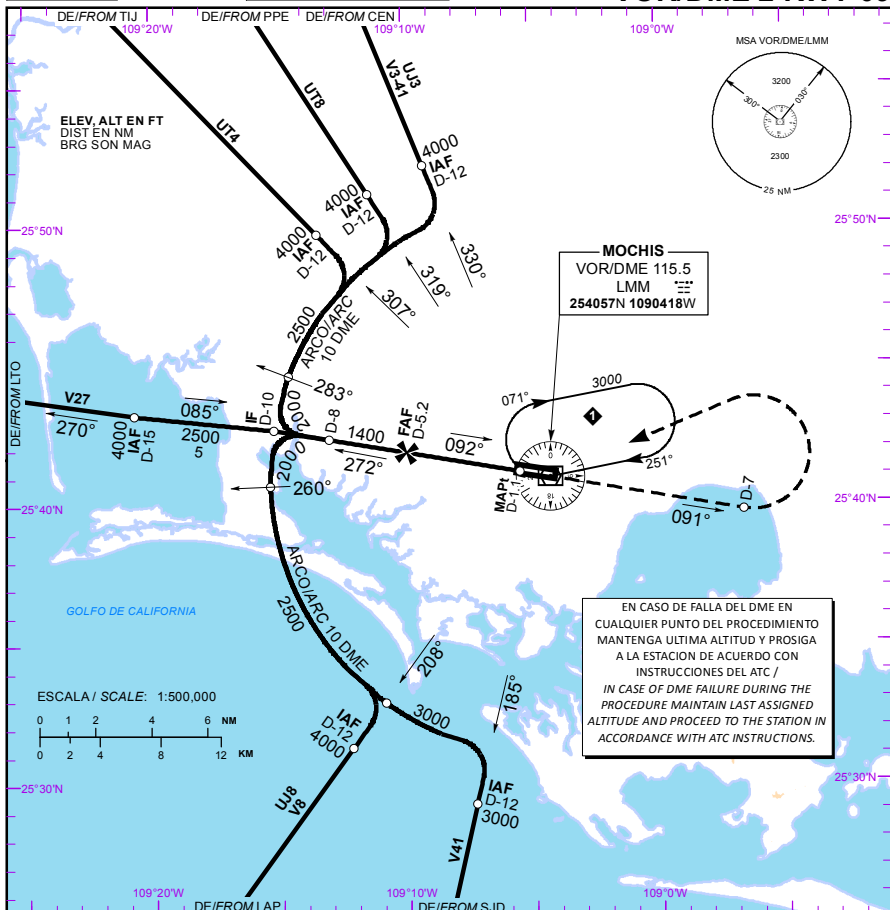 DE/FROM TIJ
DE/FROM PPE
DE/FROM CEN
109°20'W
109°10'W
109°0'W
MSA VOR/DME/LMM
3200
300°
030°
2300
25 NM
ELEV, ALT EN FT
DIST EN NM
BRG SON MAG
UT4
UT8
UJ3
V3-41
4000
IAF
D-12
4000
IAF
D-12
4000
IAF
D-12
25°50'N
25°50'N
330°
319°
307°
MOCHIS
VOR/DME 115.5
LMM
254057N 1090418W
2500
ARCO/ARC
10 DME
283°
2000
DE/FROM LTO
V27
270°
4000
IAF
D-15
085°
2500
5
IF
D-10
D-8
1400
FAF
D-5.2
092°
272°
071°
3000
1
251°
MAPt
D-1.1
0
18
091°
D-7
2000
260°
25°40'N
25°40'N
ARCO/ARC 10 DME
2500
GOLFO DE CALIFORNIA
208°
185°
EN CASO DE FALLA DEL DME EN
CUALQUIER PUNTO DEL PROCEDIMIENTO
MANTENGA ULTIMA ALTITUD Y PROSIGA
A LA ESTACION DE ACUERDO CON
INSTRUCCIONES DEL ATC /
IN CASE OF DME FAILURE DURING THE
PROCEDURE MAINTAIN LAST ASSIGNED
ALTITUDE AND PROCEED TO THE STATION IN
ACCORDANCE WITH ATC INSTRUCTIONS.
ESCALA / SCALE: 1:500,000
0 1 2 4 6 NM
0 2 4 8 12 KM
3000
IAF
D-12
4000
IAF
D-12
3000
25°30'N
25°30'N
UJ8
V8
V41
109°20'W
109°10'W
109°0'W
DE/FROM LAP
DE/FROM SJD